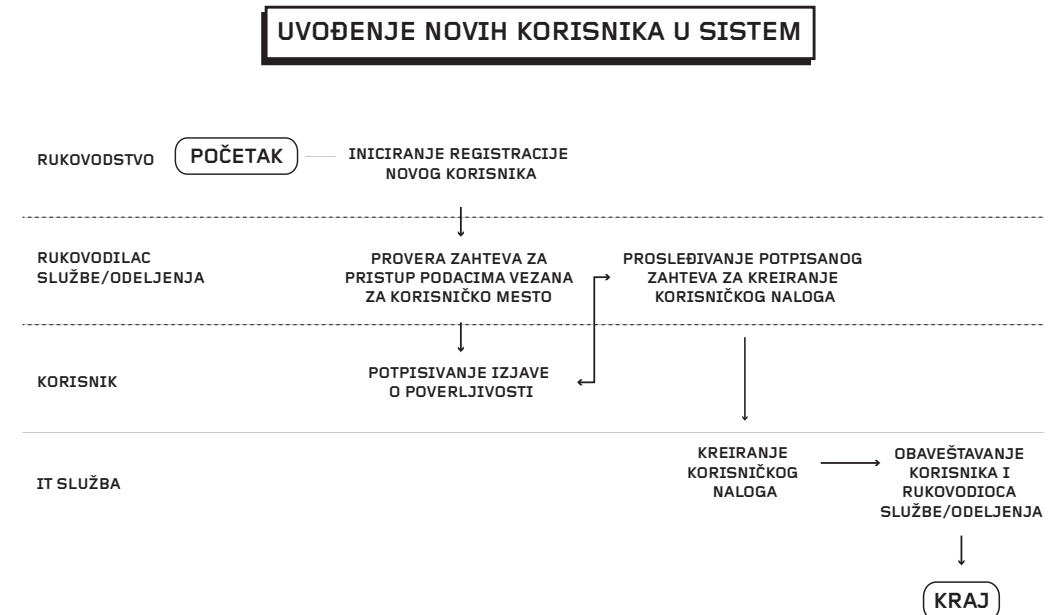 UVOĐENJE NOVIH KORISNIKA U SISTEM
RUKOVODSTVO
POČETAK
INICIRANJE REGISTRACIJE
NOVOG KORISNIKA
RUKOVODILAC
SLUŽBE/ODELJENJA
PROVERA ZAHTEVA ZA
PRISTUP PODACIMA VEZANA
ZA KORISNIČKO MESTO
PROSLEĐIVANJE POTPISANOG
ZAHTEVA ZA KREIRANJE
KORISNIČKOG NALOGA
KORISNIK
POTPISIVANJE IZJAVE
O POVERLJIVOSTI
IT SLUŽBA
KREIRANJE
KORISNIČKOG
NALOGA
OBAVEŠTAVANJE
KORISNIKA I
RUKOVODIOCA
SLUŽBE/ODELJENJA
KRAJ